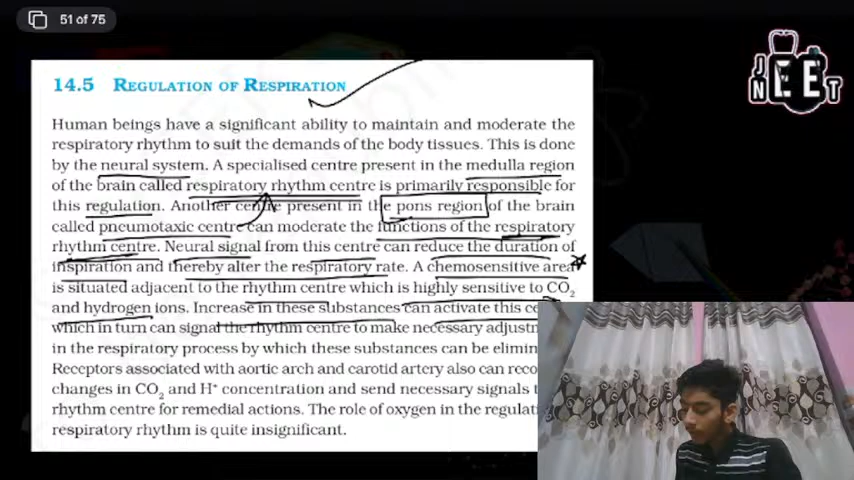 51 of 75
J
NEET
14.5 REGULATION OF RESPIRATION
Human beings have a significant ability to maintain and moderate the
respiratory rhythm to suit the demands of the body tissues. This is done
by the neural system. A specialised centre present in the medulla region
of the brain called respiratory rhythm centre is primarily responsible for
this regulation. Another centre present in the pons region of the brain
called pneumotaxic centre can moderate the functions of the respiratory
rhythm centre. Neural signal from this centre can reduce the duration of
inspiration and thereby alter the respiratory rate. A chemosensitive area
is situated adjacent to the rhythm centre which is highly sensitive to CO₂
and hydrogen ions. Increase in these substances can activate this
which in turn can signal the rhythm centre to make necessary
in the respiratory process by which these substances can be
Receptors associated with aortic arch and carotid artery also can
changes in CO₂ and H⁺ concentration and send necessary signals
rhythm centre for remedial actions. The role of oxygen in the
respiratory rhythm is quite insignificant.